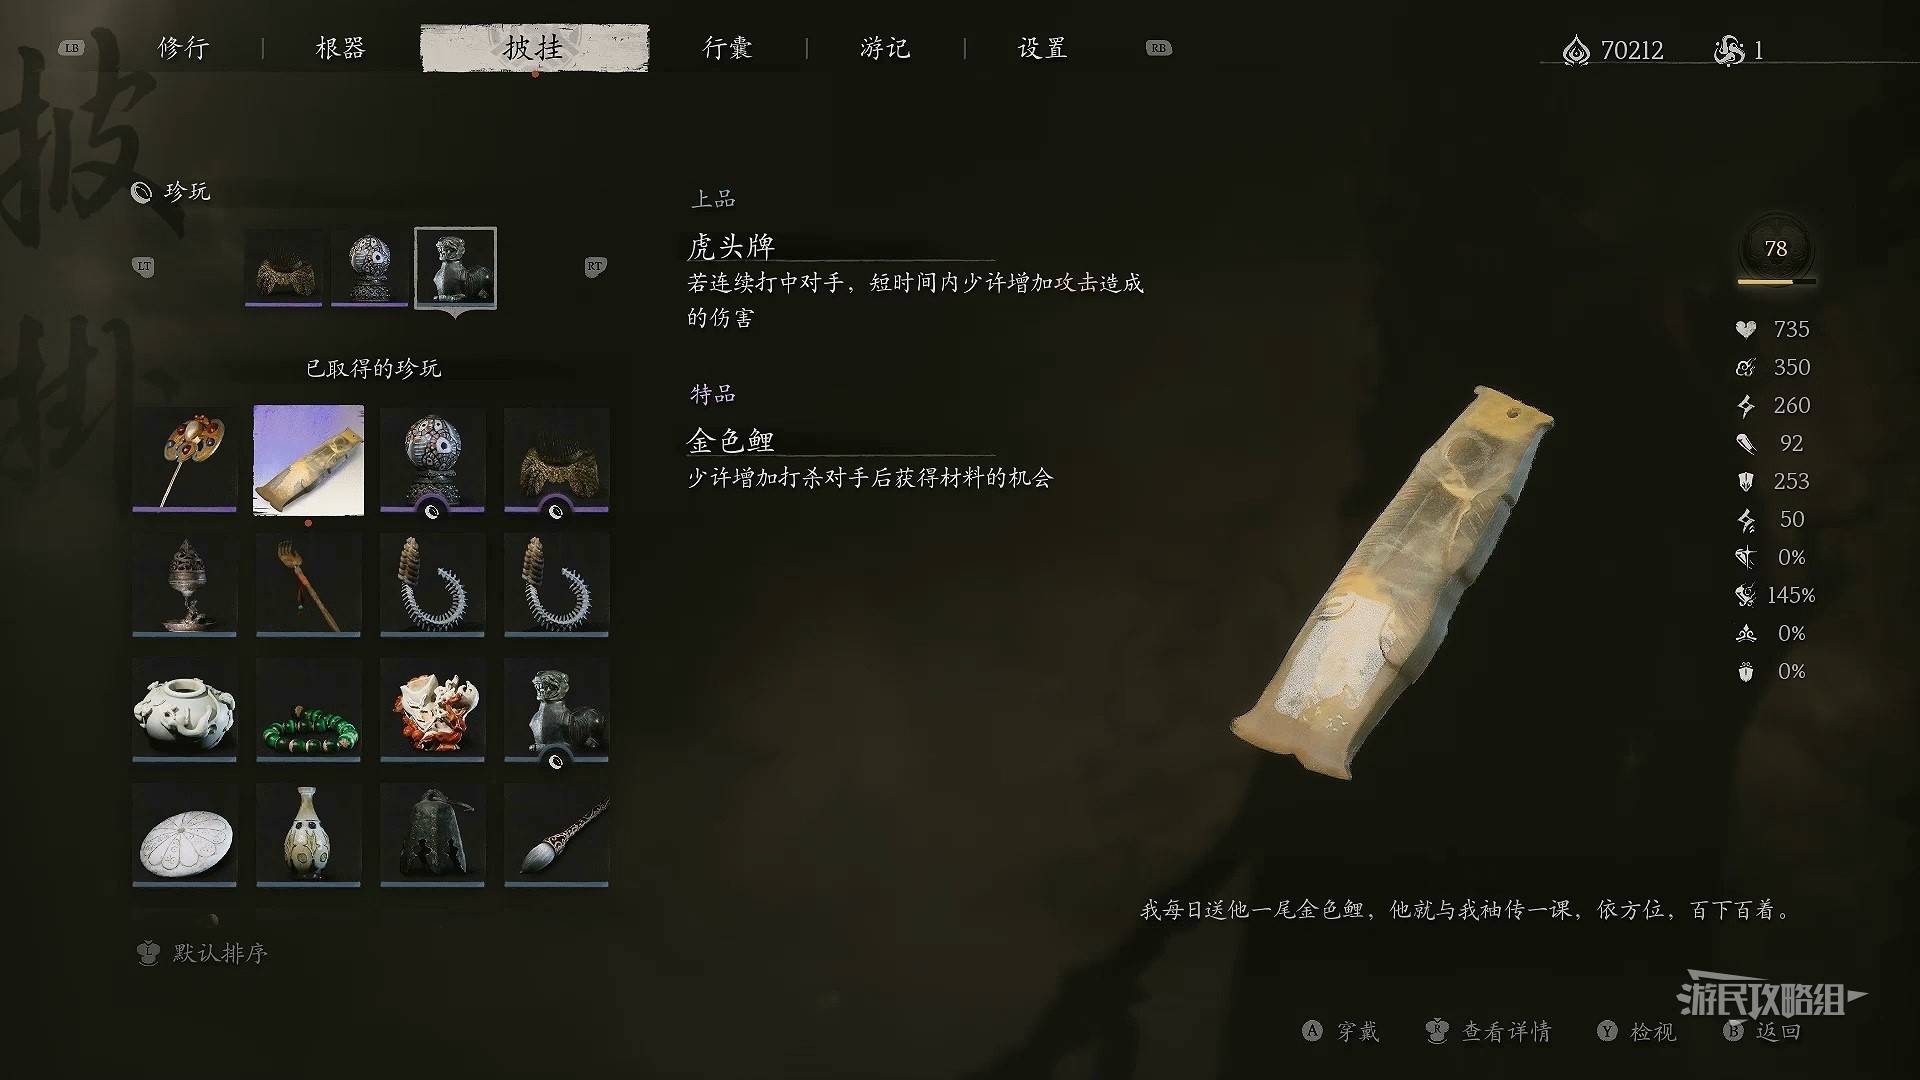 LB 修行 | 根器 | 披挂 行囊 | 游记 | 设置 RB
70212 1
披掛
珍玩
LT RT
已取得的珍玩
L 默认排序
上品
虎头牌
若连续打中对手，短时间内少许增加攻击造成
的伤害
特品
金色鲤
少许增加打杀对手后获得材料的机会
78
735
350
260
92
253
50
0%
145%
0%
0%
我每日送他一尾金色鲤，他就与我袖传一课，依方位，百下百着。
游民攻略组
A 穿戴 R 查看详情 Y 检视 B 返回